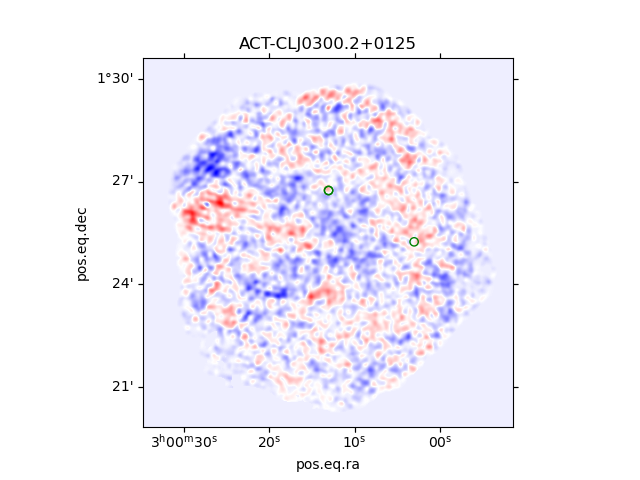 ACT-CLJ0300.2+0125
1°30'
27'
24'
21'
pos.eq.dec
3ʰ00ᵐ30ˢ 20ˢ 10ˢ 00ˢ
pos.eq.ra